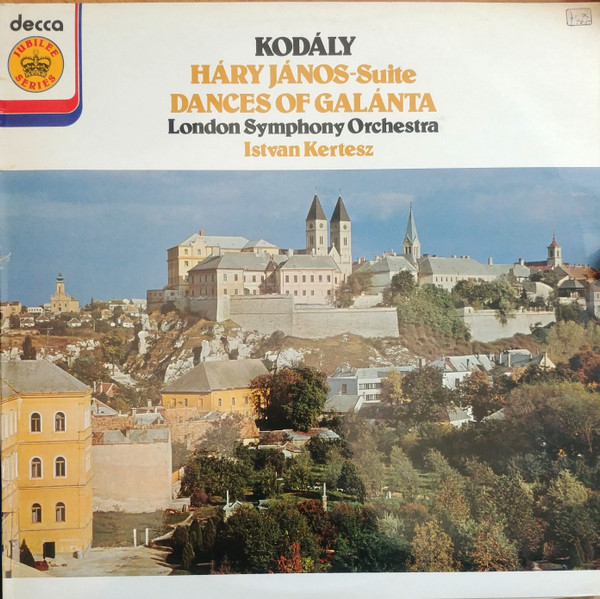 decca
JUBILEE
SERIES
KODÁLY
HÁRY JÁNOS-Suite
DANCES OF GALÁNTA
London Symphony Orchestra
Istvan Kertesz